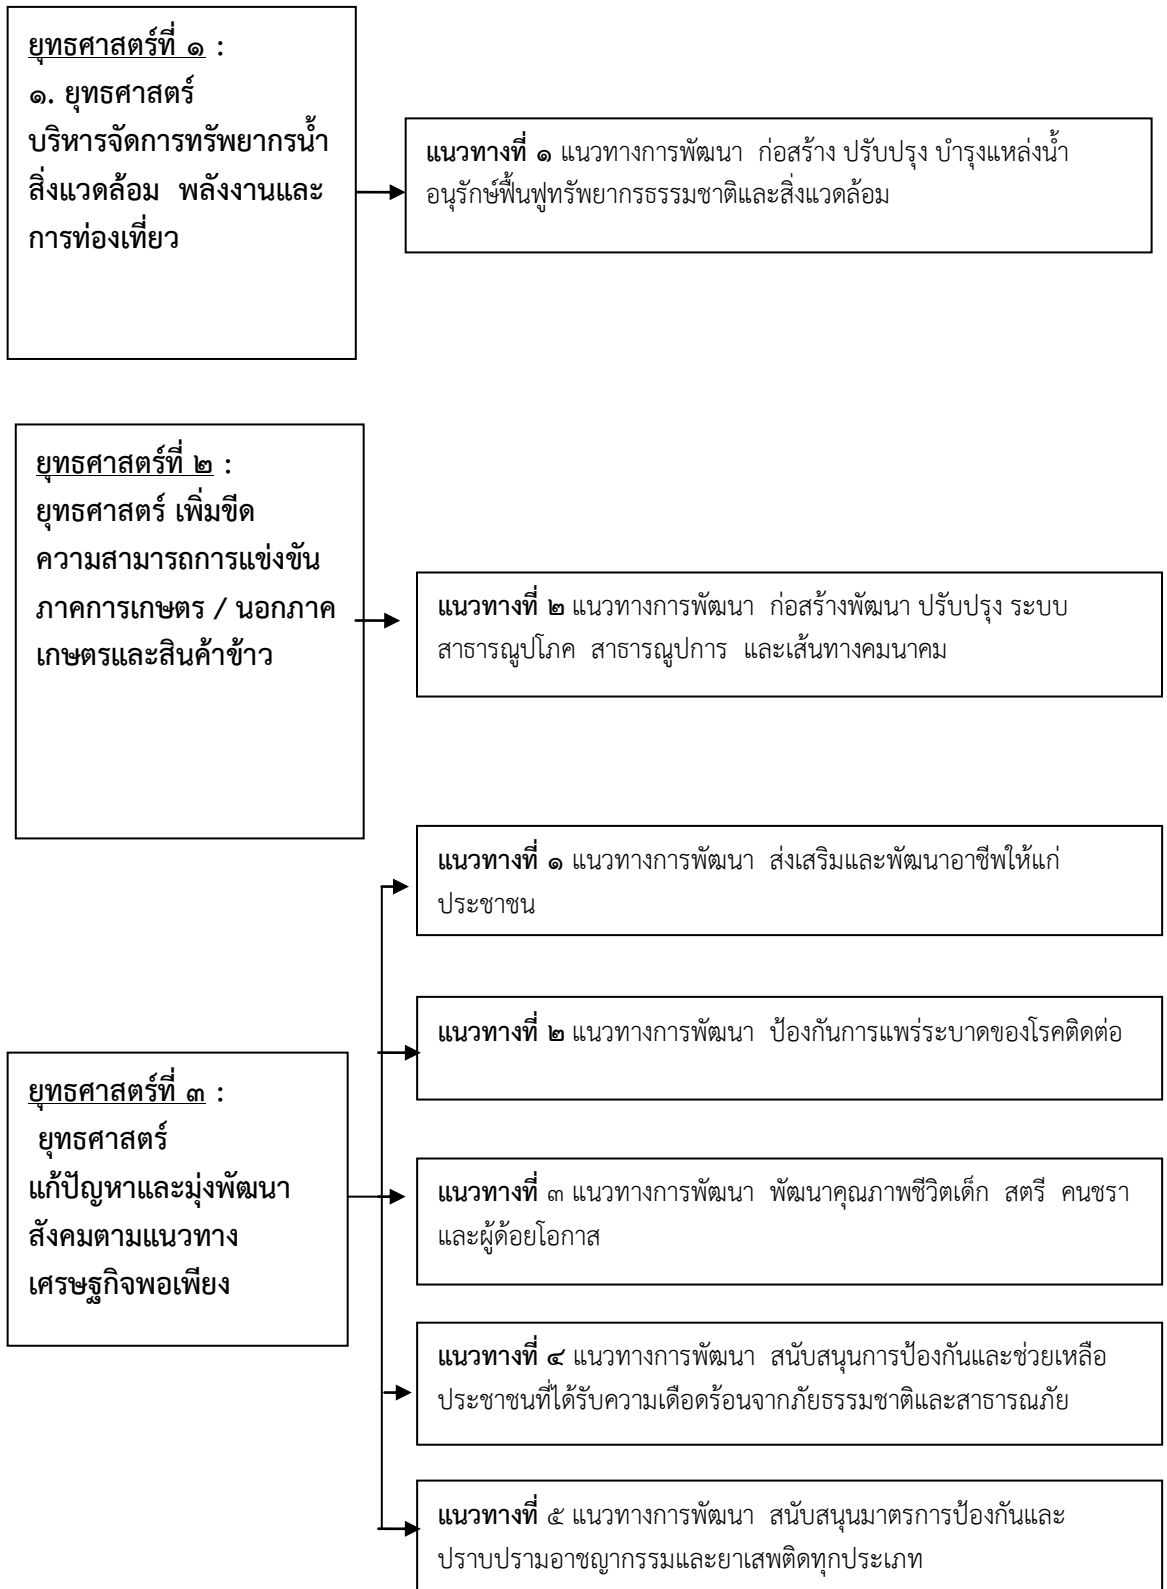 ยุทธศาสตร์ที่ ๑ :
๑. ยุทธศาสตร์
บริหารจัดการทรัพยากรน้ำ
สิ่งแวดล้อม พลังงานและ
การท่องเที่ยว
แนวทางที่ ๑ แนวทางการพัฒนา ก่อสร้าง ปรับปรุง บำรุงแหล่งน้ำ
อนุรักษ์ฟื้นฟูทรัพยากรธรรมชาติและสิ่งแวดล้อม
ยุทธศาสตร์ที่ ๒ :
ยุทธศาสตร์ เพิ่มขีด
ความสามารถการแข่งขัน
ภาคการเกษตร / นอกภาค
เกษตรและสินค้าข้าว
แนวทางที่ ๒ แนวทางการพัฒนา ก่อสร้างพัฒนา ปรับปรุง ระบบ
สาธารณูปโภค สาธารณูปการ และเส้นทางคมนาคม
ยุทธศาสตร์ที่ ๓ :
ยุทธศาสตร์
แก้ปัญหาและมุ่งพัฒนา
สังคมตามแนวทาง
เศรษฐกิจพอเพียง
แนวทางที่ ๑ แนวทางการพัฒนา ส่งเสริมและพัฒนาอาชีพให้แก่
ประชาชน
แนวทางที่ ๒ แนวทางการพัฒนา ป้องกันการแพร่ระบาดของโรคติดต่อ
แนวทางที่ ๓ แนวทางการพัฒนา พัฒนาคุณภาพชีวิตเด็ก สตรี คนชรา
และผู้ด้อยโอกาส
แนวทางที่ ๔ แนวทางการพัฒนา สนับสนุนการป้องกันและช่วยเหลือ
ประชาชนที่ได้รับความเดือดร้อนจากภัยธรรมชาติและสาธารณภัย
แนวทางที่ ๕ แนวทางการพัฒนา สนับสนุนมาตรการป้องกันและ
ปราบปรามอาชญากรรมและยาเสพติดทุกประเภท